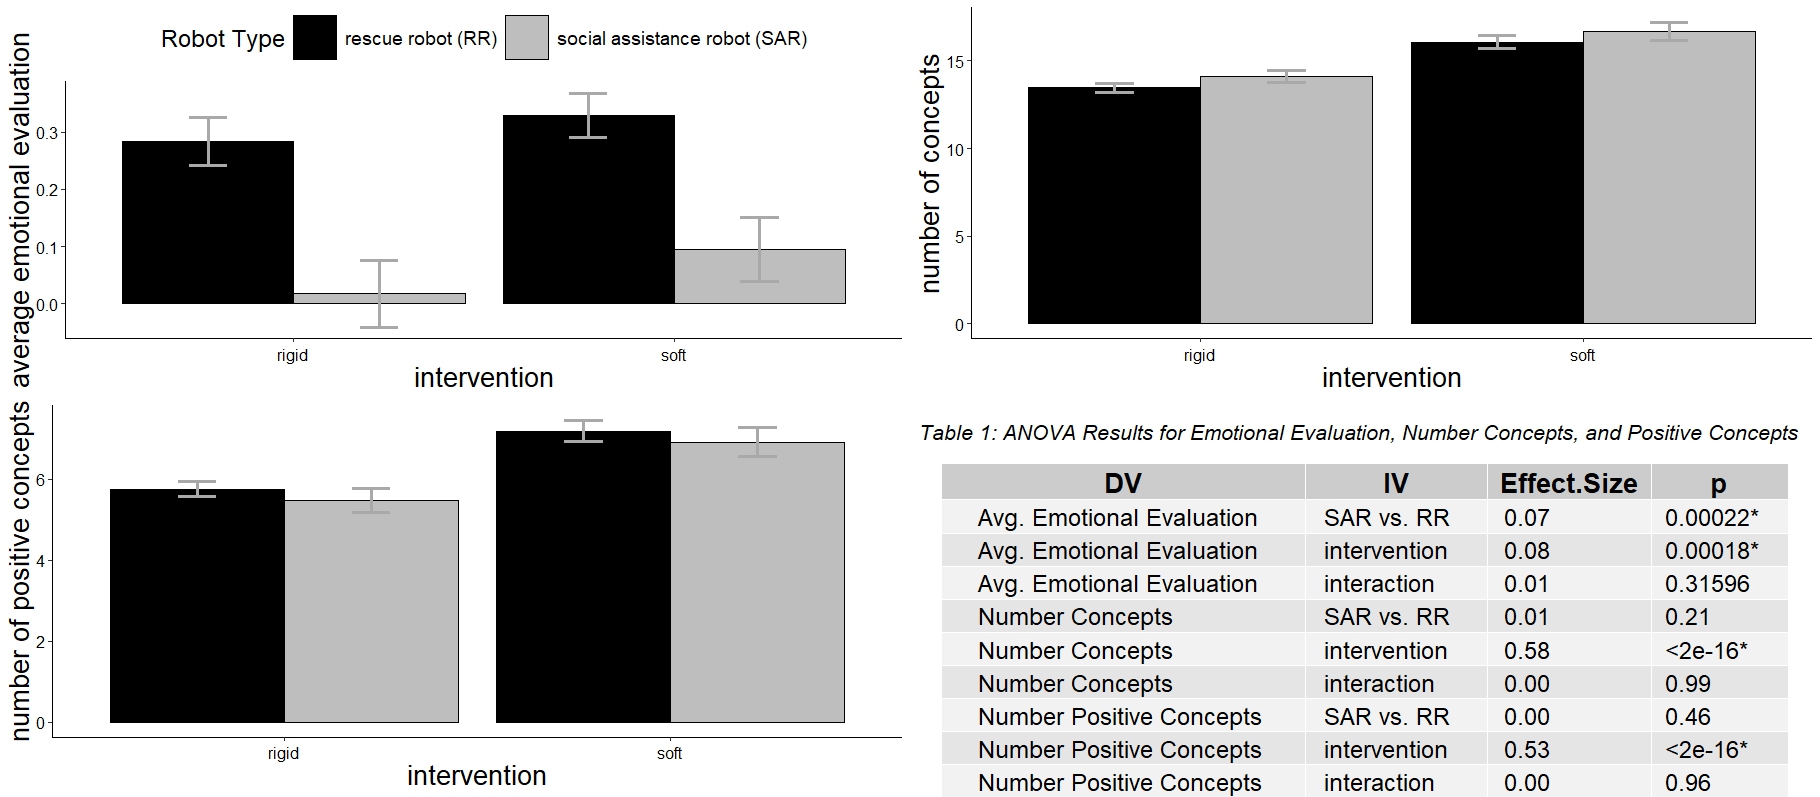 Robot Type rescue robot (RR) social assistance robot (SAR)
average emotional evaluation
0.3
0.2
0.1
0.0
rigid soft
intervention
number of concepts
15
10
5
0
rigid soft
intervention
number of positive concepts
6
4
2
0
rigid soft
intervention
Table 1: ANOVA Results for Emotional Evaluation, Number Concepts, and Positive Concepts
DV IV Effect.Size p
Avg. Emotional Evaluation SAR vs. RR 0.07 0.00022*
Avg. Emotional Evaluation intervention 0.08 0.00018*
Avg. Emotional Evaluation interaction 0.01 0.31596
Number Concepts SAR vs. RR 0.01 0.21
Number Concepts intervention 0.58 <2e-16*
Number Concepts interaction 0.00 0.99
Number Positive Concepts SAR vs. RR 0.00 0.46
Number Positive Concepts intervention 0.53 <2e-16*
Number Positive Concepts interaction 0.00 0.96